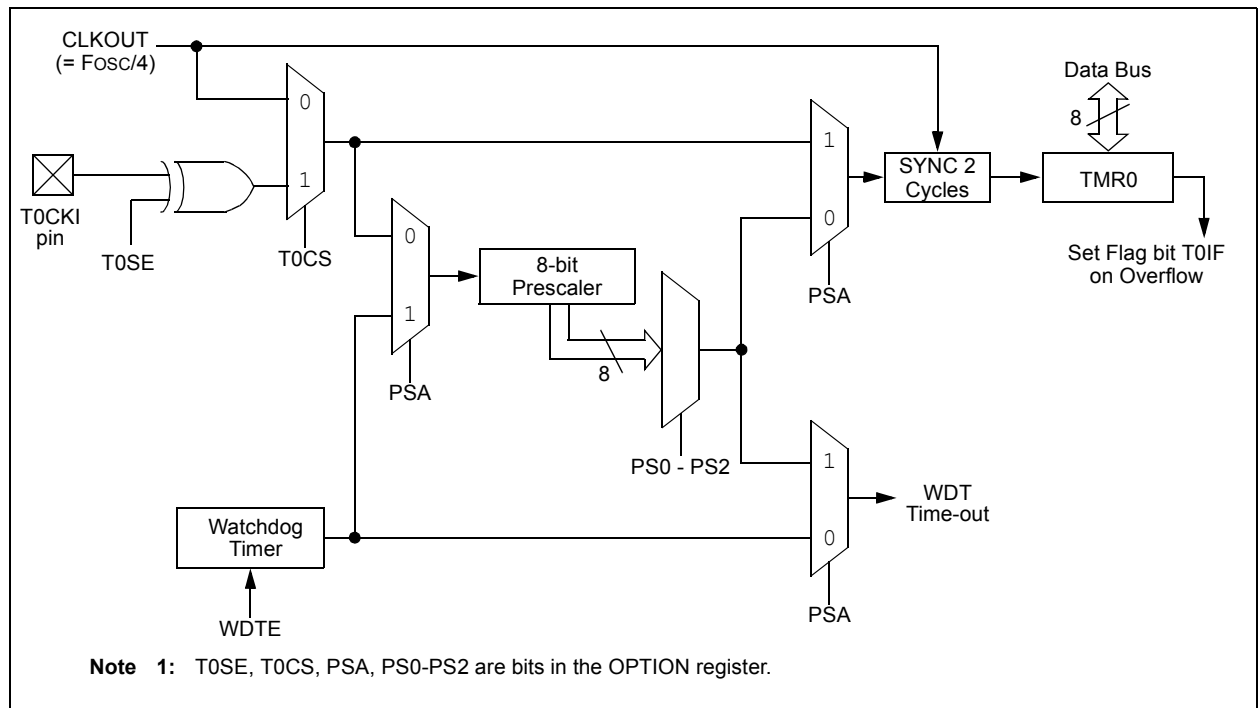 CLKOUT
(= FOSC/4)
Data Bus
0
8
1
1
SYNC 2
Cycles
TMR0
T0CKI
pin
T0SE
T0CS
0
8-bit
Prescaler
0
PSA
Set Flag bit T0IF
on Overflow
1
8
PSA
PS0 - PS2
1
WDT
Time-out
Watchdog
Timer
0
WDTE
PSA
Note 1: T0SE, T0CS, PSA, PS0-PS2 are bits in the OPTION register.